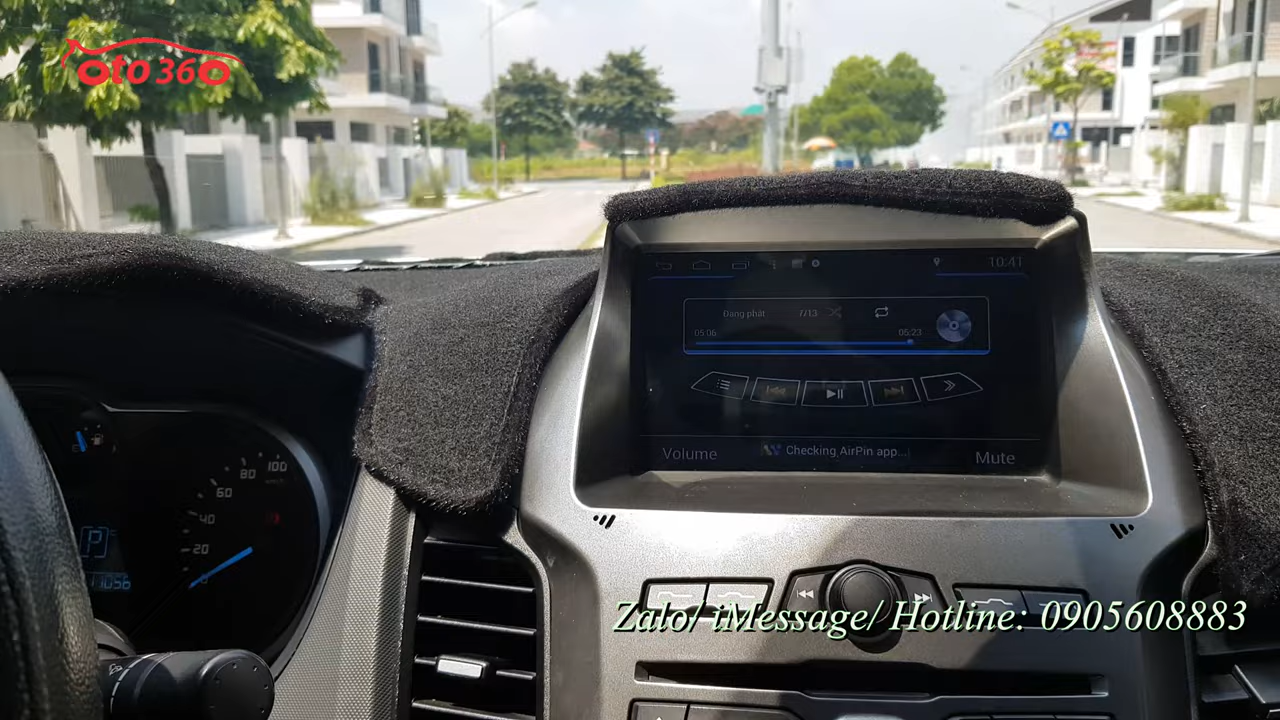 oto360
10:41
Đang phát 7/13
05:06 05:23
Volume Checking AirPin app... Mute
100
80
60
40
20
0
P
Zalo/ iMessage/ Hotline: 0905608883